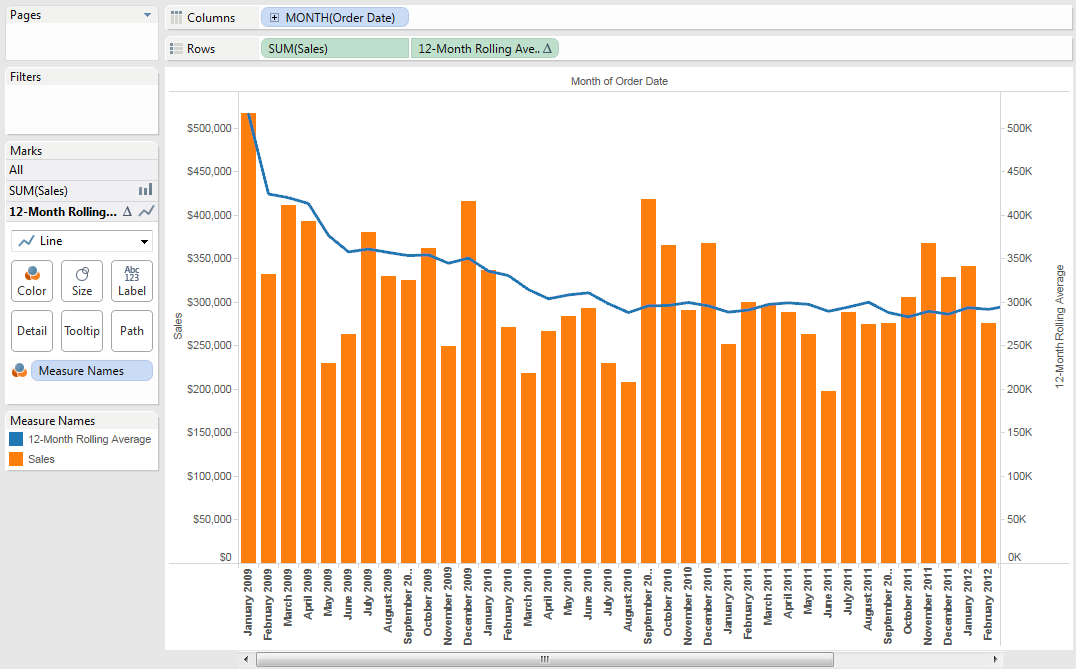 Pages
Columns
MONTH(Order Date)
Rows
SUM(Sales)
12-Month Rolling Ave.. Δ
Filters
Marks
All
SUM(Sales)
12-Month Rolling... Δ
Line
Color
Size
Abc
123
Label
Detail
Tooltip
Path
Measure Names
Measure Names
12-Month Rolling Average
Sales
Month of Order Date
$500,000
$450,000
$400,000
$350,000
$300,000
$250,000
$200,000
$150,000
$100,000
$50,000
$0
Sales
500K
450K
400K
350K
300K
250K
200K
150K
100K
50K
0K
12-Month Rolling Average
January 2009
February 2009
March 2009
April 2009
May 2009
June 2009
July 2009
August 2009
September 20..
October 2009
November 2009
December 2009
January 2010
February 2010
March 2010
April 2010
May 2010
June 2010
July 2010
August 2010
September 20..
October 2010
November 2010
December 2010
January 2011
February 2011
March 2011
April 2011
May 2011
June 2011
July 2011
August 2011
September 20..
October 2011
November 2011
December 2011
January 2012
February 2012